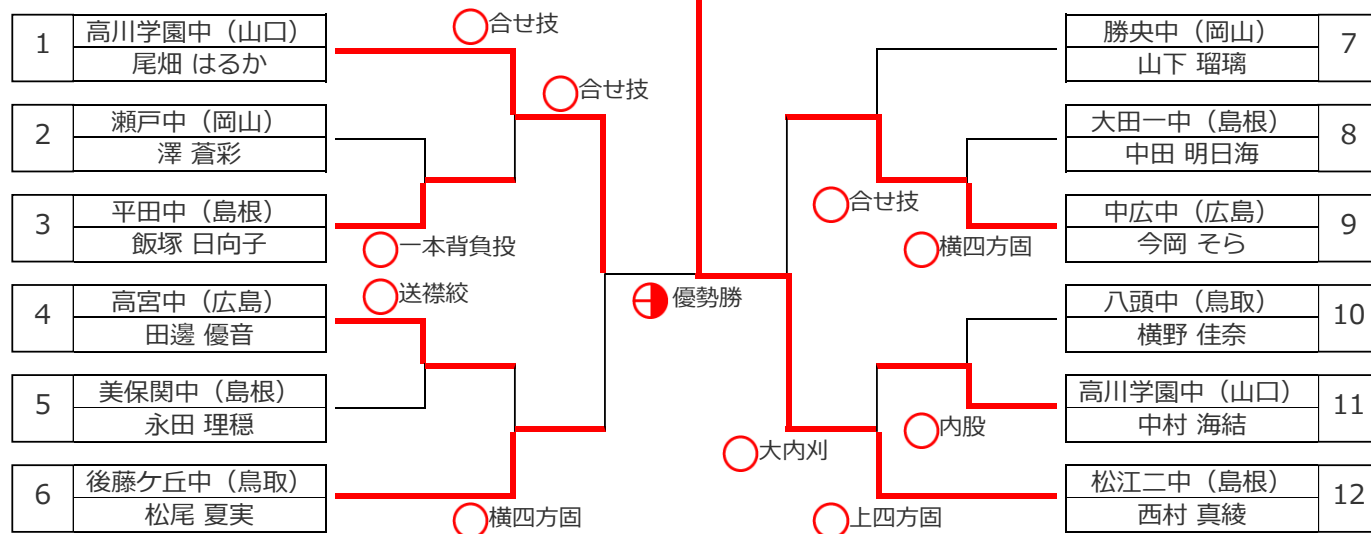 1
高川学園中（山口）
尾畑 はるか
2
瀬戸中（岡山）
澤 蒼彩
3
平田中（島根）
飯塚 日向子
4
高宮中（広島）
田邊 優音
5
美保関中（島根）
永田 理穏
6
後藤ケ丘中（鳥取）
松尾 夏実
合せ技
合せ技
一本背負投
送襟絞
横四方固
優勢勝
合せ技
横四方固
内股
大内刈
上四方固
勝央中（岡山）
山下 瑠璃
7
大田一中（島根）
中田 明日海
8
中広中（広島）
今岡 そら
9
八頭中（鳥取）
横野 佳奈
10
高川学園中（山口）
中村 海結
11
松江二中（島根）
西村 真綾
12